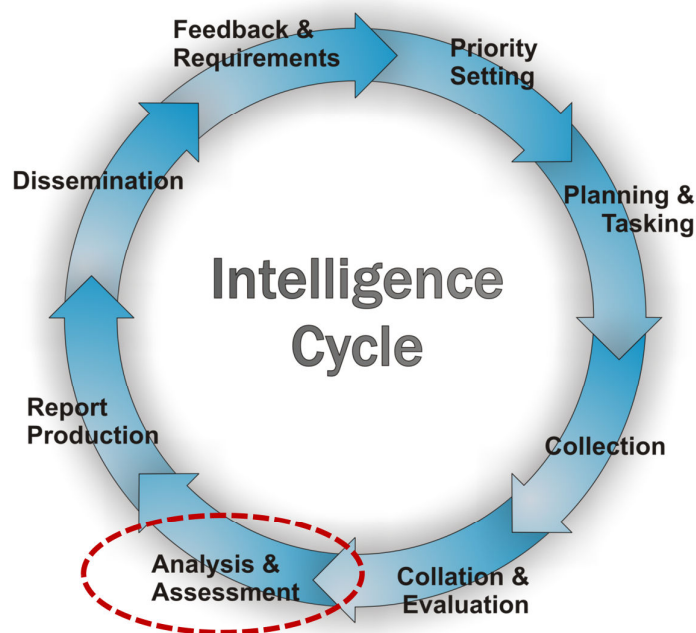 Feedback &
Requirements
Priority
Setting
Planning &
Tasking
Collection
Collation &
Evaluation
Analysis &
Assessment
Report
Production
Dissemination
Intelligence
Cycle